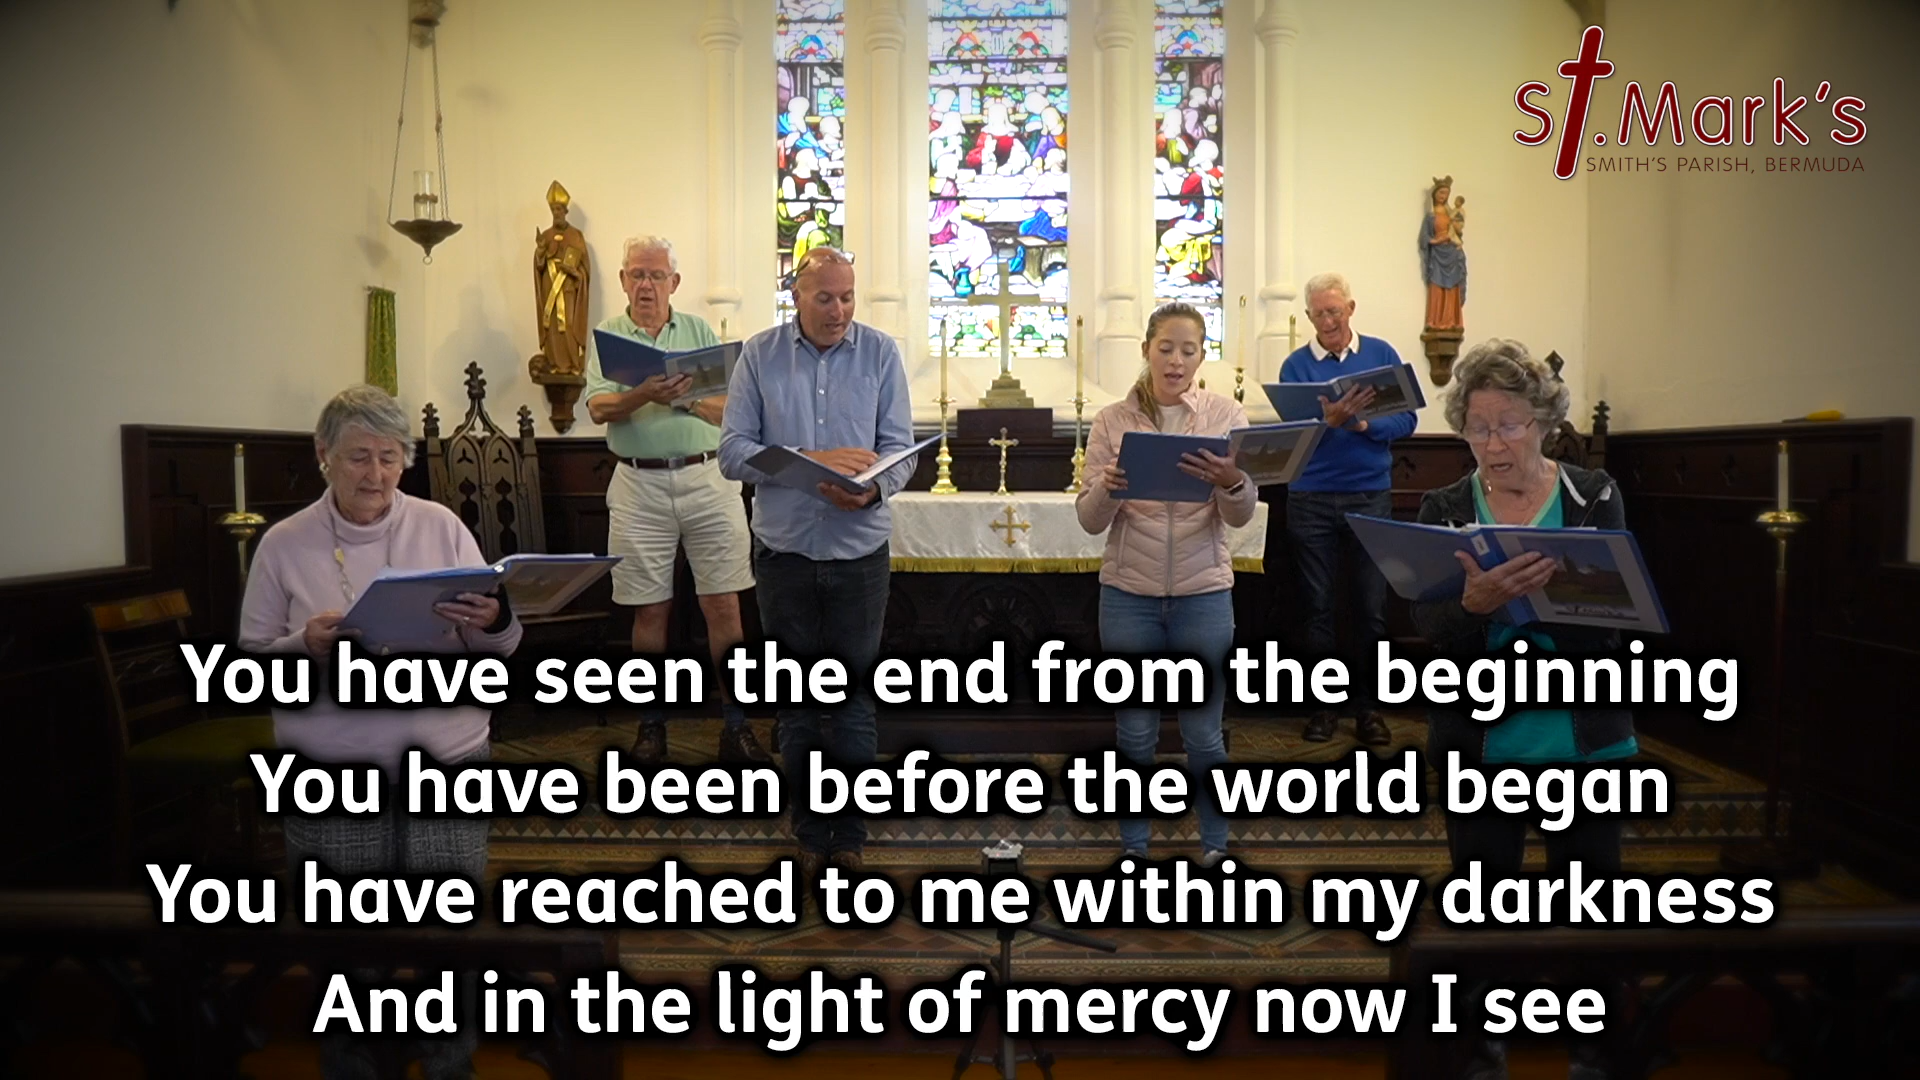 St. Mark's
SMITH'S PARISH, BERMUDA
You have seen the end from the beginning
You have been before the world began
You have reached to me within my darkness
And in the light of mercy now I see